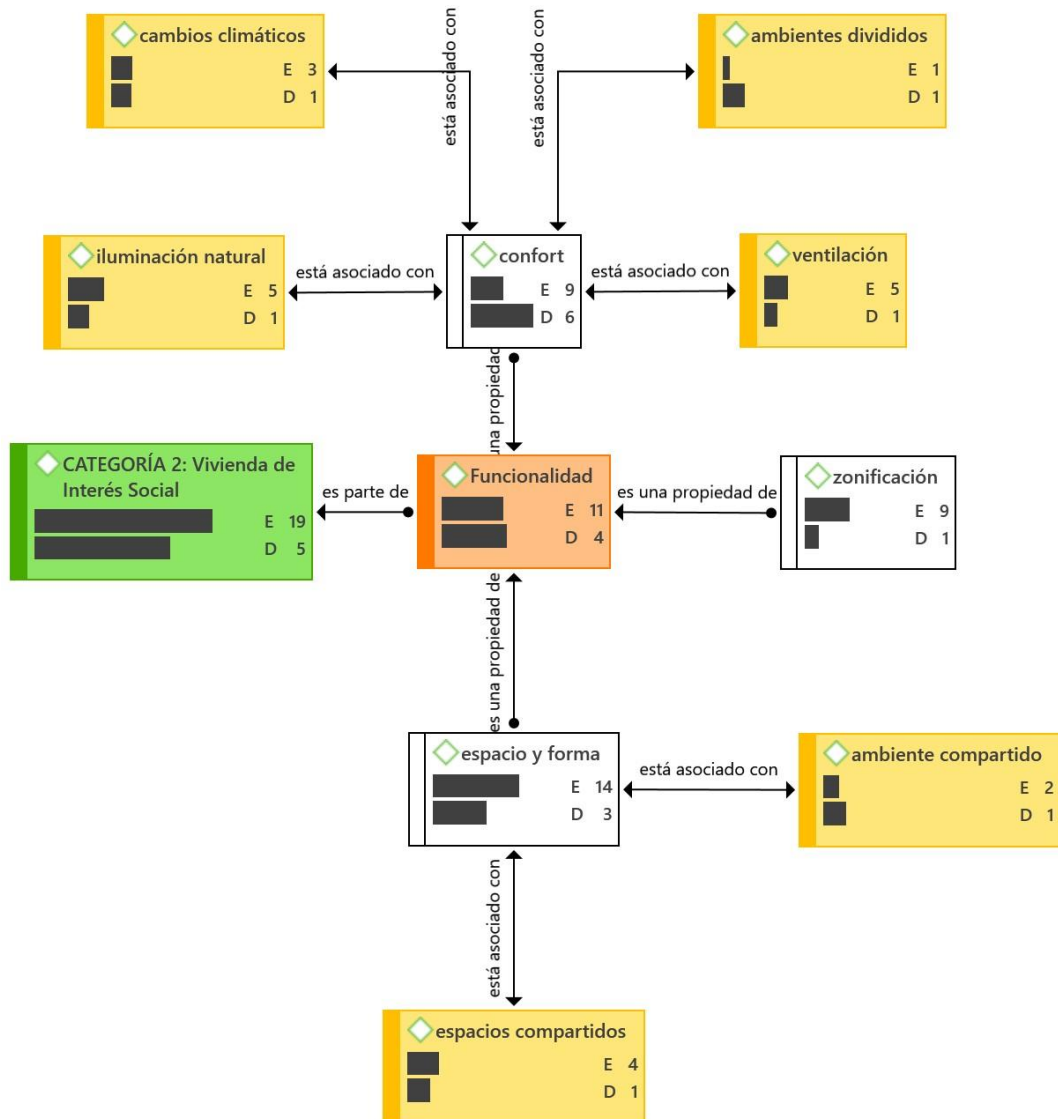 cambios climáticos
E 3
D 1
está asociado con
está asociado con
ambientes divididos
E 1
D 1
iluminación natural
E 5
D 1
está asociado con
confort
E 9
D 6
está asociado con
ventilación
E 5
D 1
una propiedad
CATEGORÍA 2: Vivienda de
Interés Social
E 19
D 5
es parte de
Funcionalidad
E 11
D 4
es una propiedad de
zonificación
E 9
D 1
es una propiedad de
espacio y forma
E 14
D 3
está asociado con
ambiente compartido
E 2
D 1
está asociado con
espacios compartidos
E 4
D 1